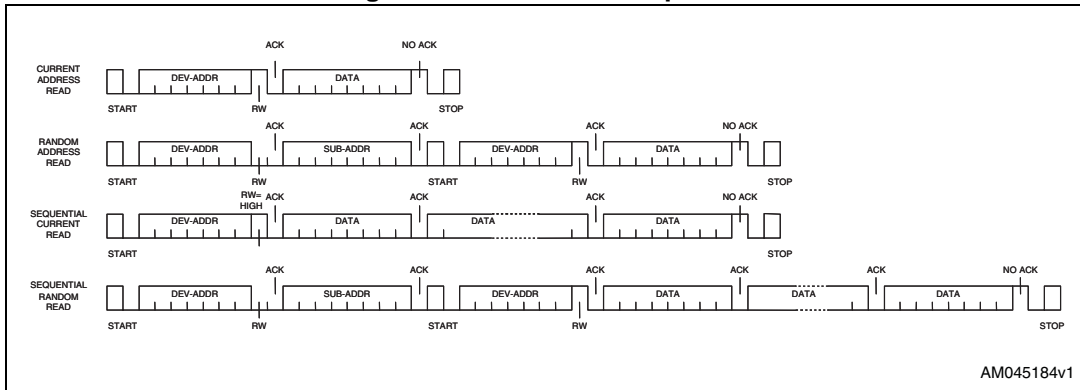 ACK NO ACK
CURRENT
ADDRESS
READ
DEV-ADDR DATA
START RW STOP
ACK ACK ACK NO ACK
RANDOM
ADDRESS
READ
DEV-ADDR SUB-ADDR DEV-ADDR DATA
START RW START RW STOP
RW=
HIGH
ACK ACK ACK NO ACK
SEQUENTIAL
CURRENT
READ
DEV-ADDR DATA DATA DATA
START STOP
ACK ACK ACK ACK ACK NO ACK
SEQUENTIAL
RANDOM
READ
DEV-ADDR SUB-ADDR DEV-ADDR DATA DATA DATA
START RW START RW STOP
AM045184v1